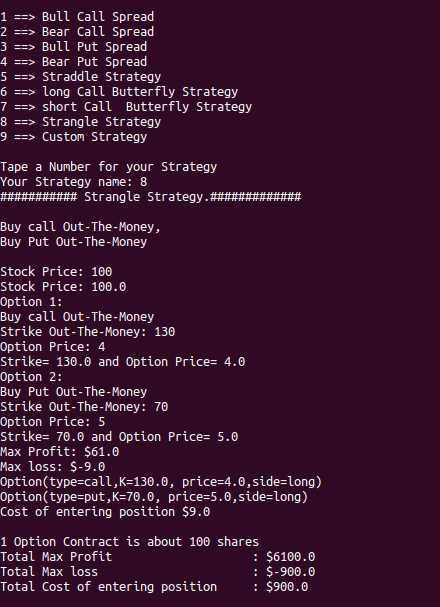 1 ==> Bull Call Spread
2 ==> Bear Call Spread
3 ==> Bull Put Spread
4 ==> Bear Put Spread
5 ==> Straddle Strategy
6 ==> long Call Butterfly Strategy
7 ==> short Call  Butterfly Strategy
8 ==> Strangle Strategy
9 ==> Custom Strategy
Tape a Number for your Strategy
Your Strategy name: 8
########### Strangle Strategy.#############
Buy call Out-The-Money,
Buy Put Out-The-Money
Stock Price: 100
Stock Price: 100.0
Option 1:
Buy call Out-The-Money
Strike Out-The-Money: 130
Option Price: 4
Strike= 130.0 and Option Price= 4.0
Option 2:
Buy Put Out-The-Money
Strike Out-The-Money: 70
Option Price: 5
Strike= 70.0 and Option Price= 5.0
Max Profit: $61.0
Max loss: $-9.0
Option(type=call,K=130.0, price=4.0,side=long)
Option(type=put,K=70.0, price=5.0,side=long)
Cost of entering position $9.0
1 Option Contract is about 100 shares
Total Max Profit                    : $6100.0
Total Max loss                      : $-900.0
Total Cost of entering position     : $900.0